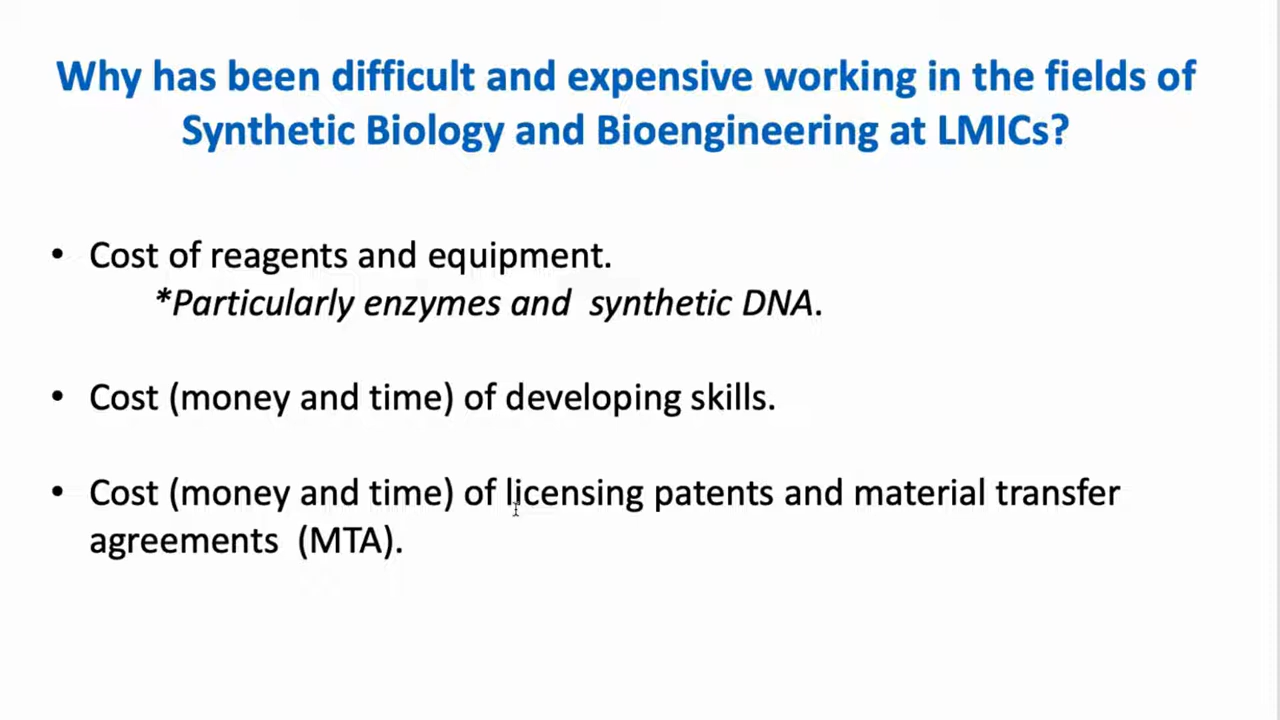 Why has been difficult and expensive working in the fields of
Synthetic Biology and Bioengineering at LMICs?
• Cost of reagents and equipment.
*Particularly enzymes and synthetic DNA.
• Cost (money and time) of developing skills.
• Cost (money and time) of licensing patents and material transfer
agreements (MTA).